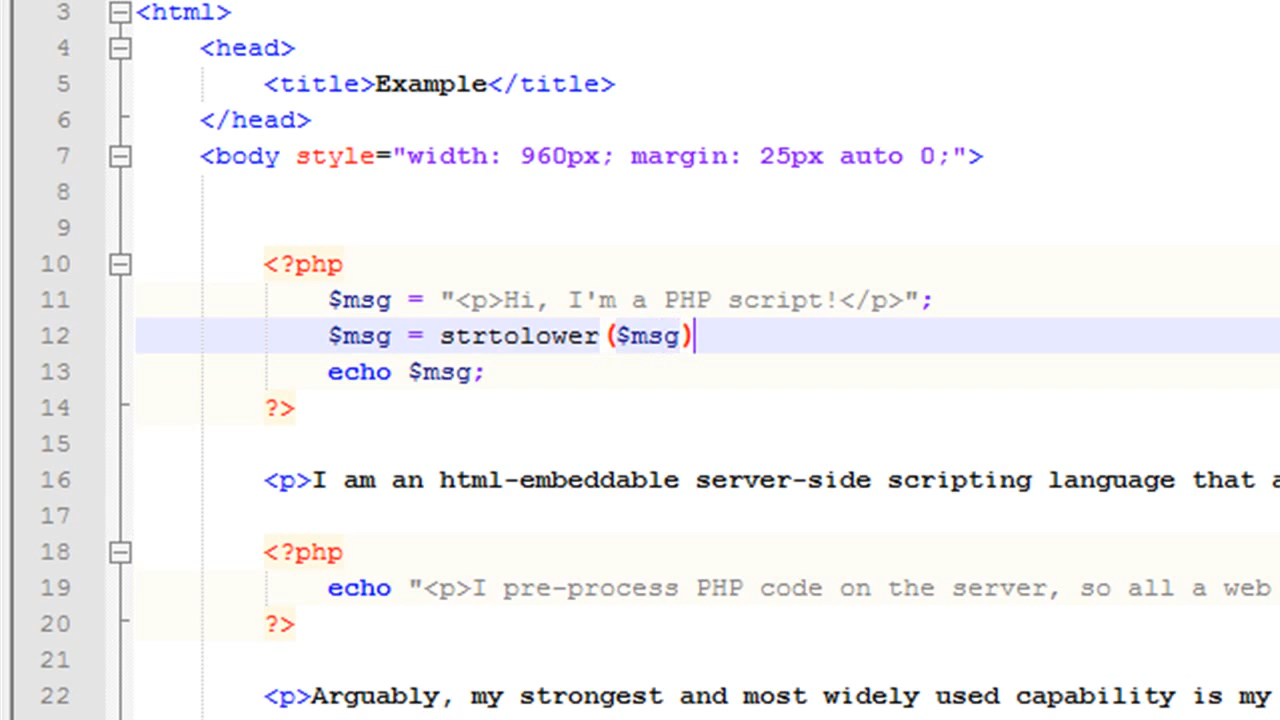 3 <html>
4 <head>
5 <title>Example</title>
6 </head>
7 <body style="width: 960px; margin: 25px auto 0;">
8
9
10 <?php
11 $msg = "<p>Hi, I'm a PHP script!</p>";
12 $msg = strtolower($msg)
13 echo $msg;
14 ?>
15
16 <p>I am an html-embeddable server-side scripting language that a
17
18 <?php
19 echo "<p>I pre-process PHP code on the server, so all a web
20 ?>
21
22 <p>Arguably, my strongest and most widely used capability is my